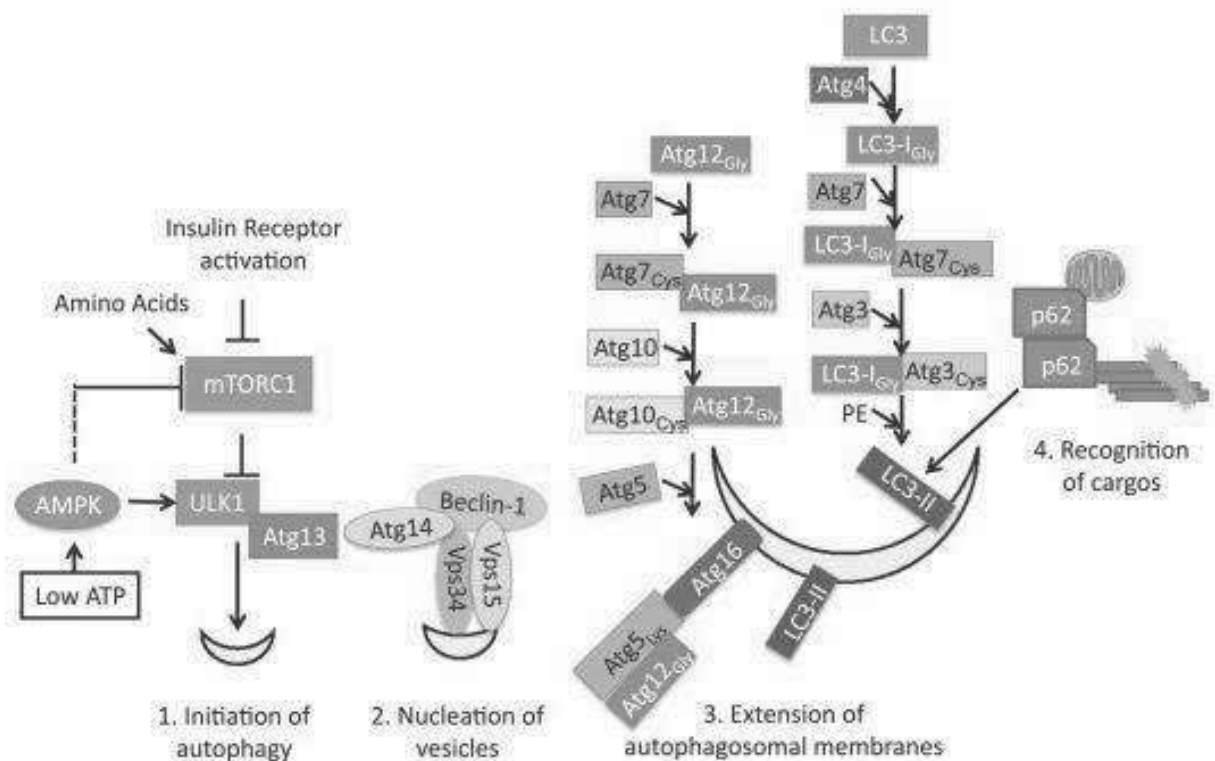 Insulin Receptor
activation
Amino Acids
mTORC1
AMPK
ULK1
Atg13
Low ATP
1. Initiation of
autophagy
Beclin-1
Atg14
Vps34
Vps15
2. Nucleation of
vesicles
Atg12Gly
Atg7
Atg7Cys
Atg12Gly
Atg10
Atg10Cys
Atg12Gly
Atg5
Atg16
Atg5Lys
Atg12Gly
LC3
Atg4
LC3-IGly
Atg7
LC3-IGly
Atg7Cys
Atg3
LC3-IGly
Atg3Cys
PE
LC3-II
LC3-II
3. Extension of
autophagosomal membranes
p62
p62
4. Recognition
of cargos